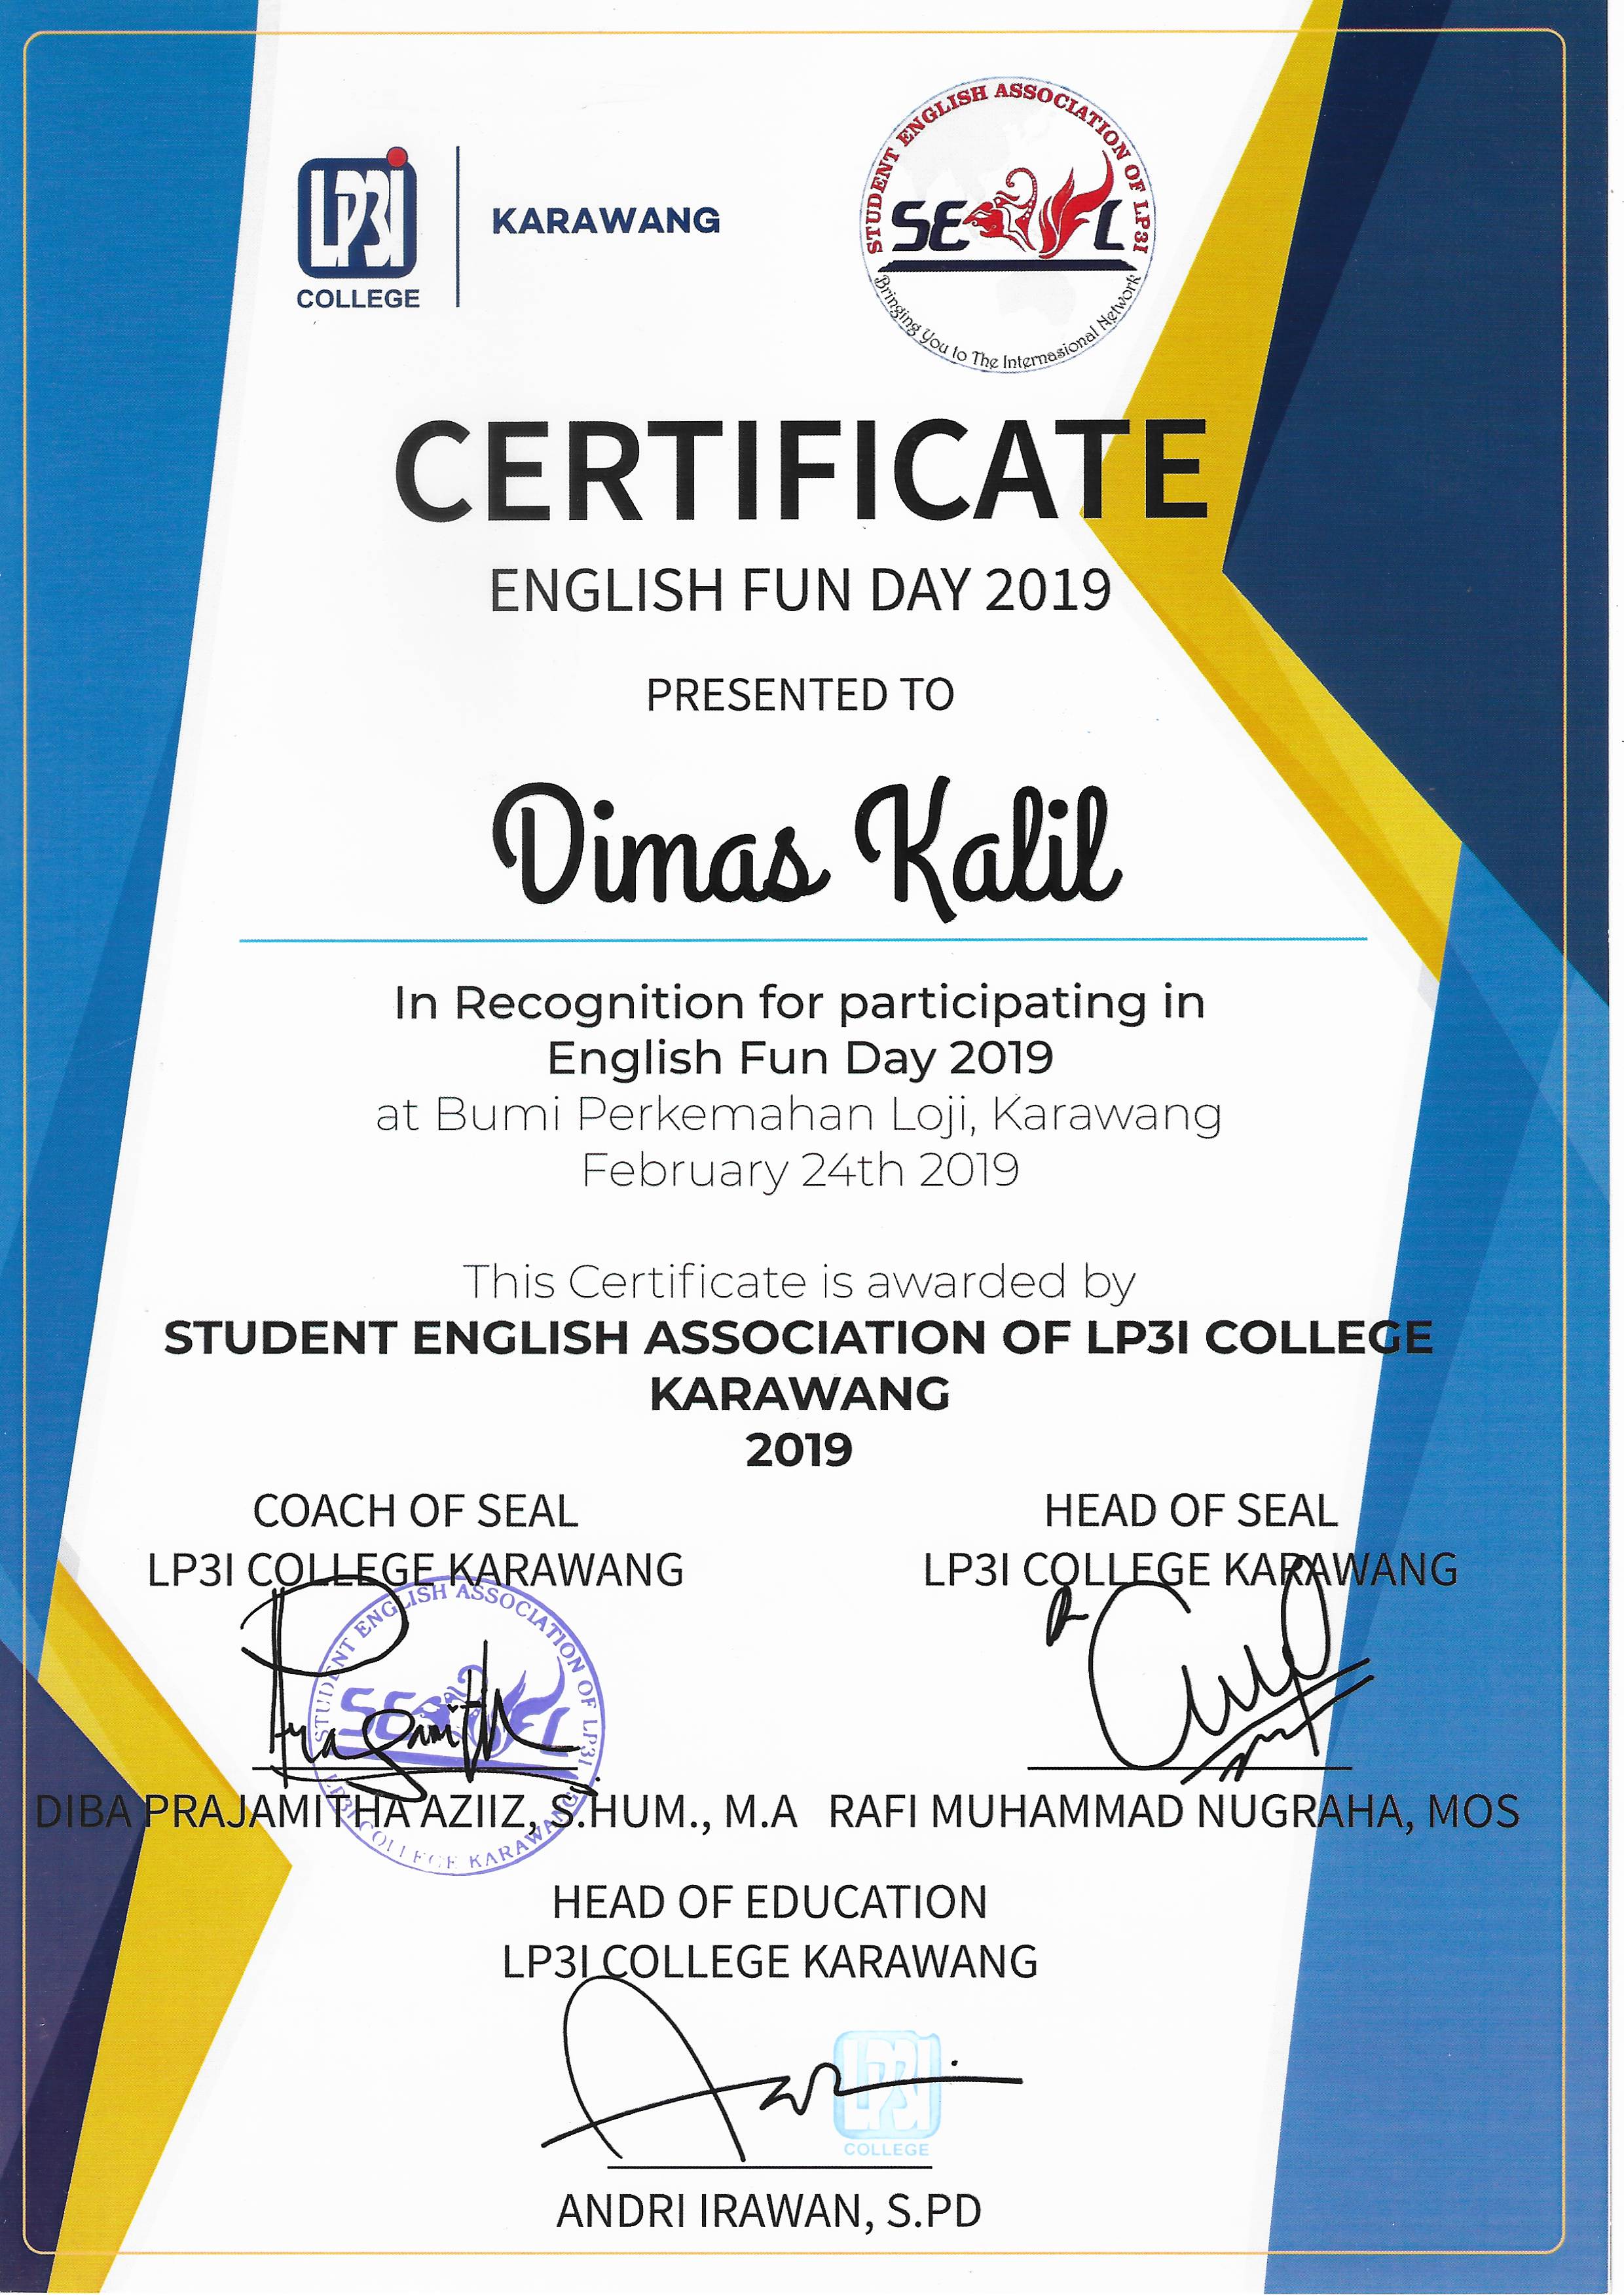 LP3I
COLLEGE
KARAWANG
STUDENT ENGLISH ASSOCIATION OF LP3I
SEAL
Bringing You to The Internasional Network
CERTIFICATE
ENGLISH FUN DAY 2019
PRESENTED TO
Dimas Kalil
In Recognition for participating in
English Fun Day 2019
at Bumi Perkemahan Loji, Karawang
February 24th 2019
This Certificate is awarded by
STUDENT ENGLISH ASSOCIATION OF LP3I COLLEGE
KARAWANG
2019
COACH OF SEAL
LP3I COLLEGE KARAWANG
HEAD OF SEAL
LP3I COLLEGE KARAWANG
STUDENT ENGLISH ASSOCIATION OF LP3I
SEAL
LP3I COLLEGE KARAWANG
DIBA PRAJAMITHA AZIIZ, S.HUM., M.A
RAFI MUHAMMAD NUGRAHA, MOS
HEAD OF EDUCATION
LP3I COLLEGE KARAWANG
LP3I
COLLEGE
ANDRI IRAWAN, S.PD